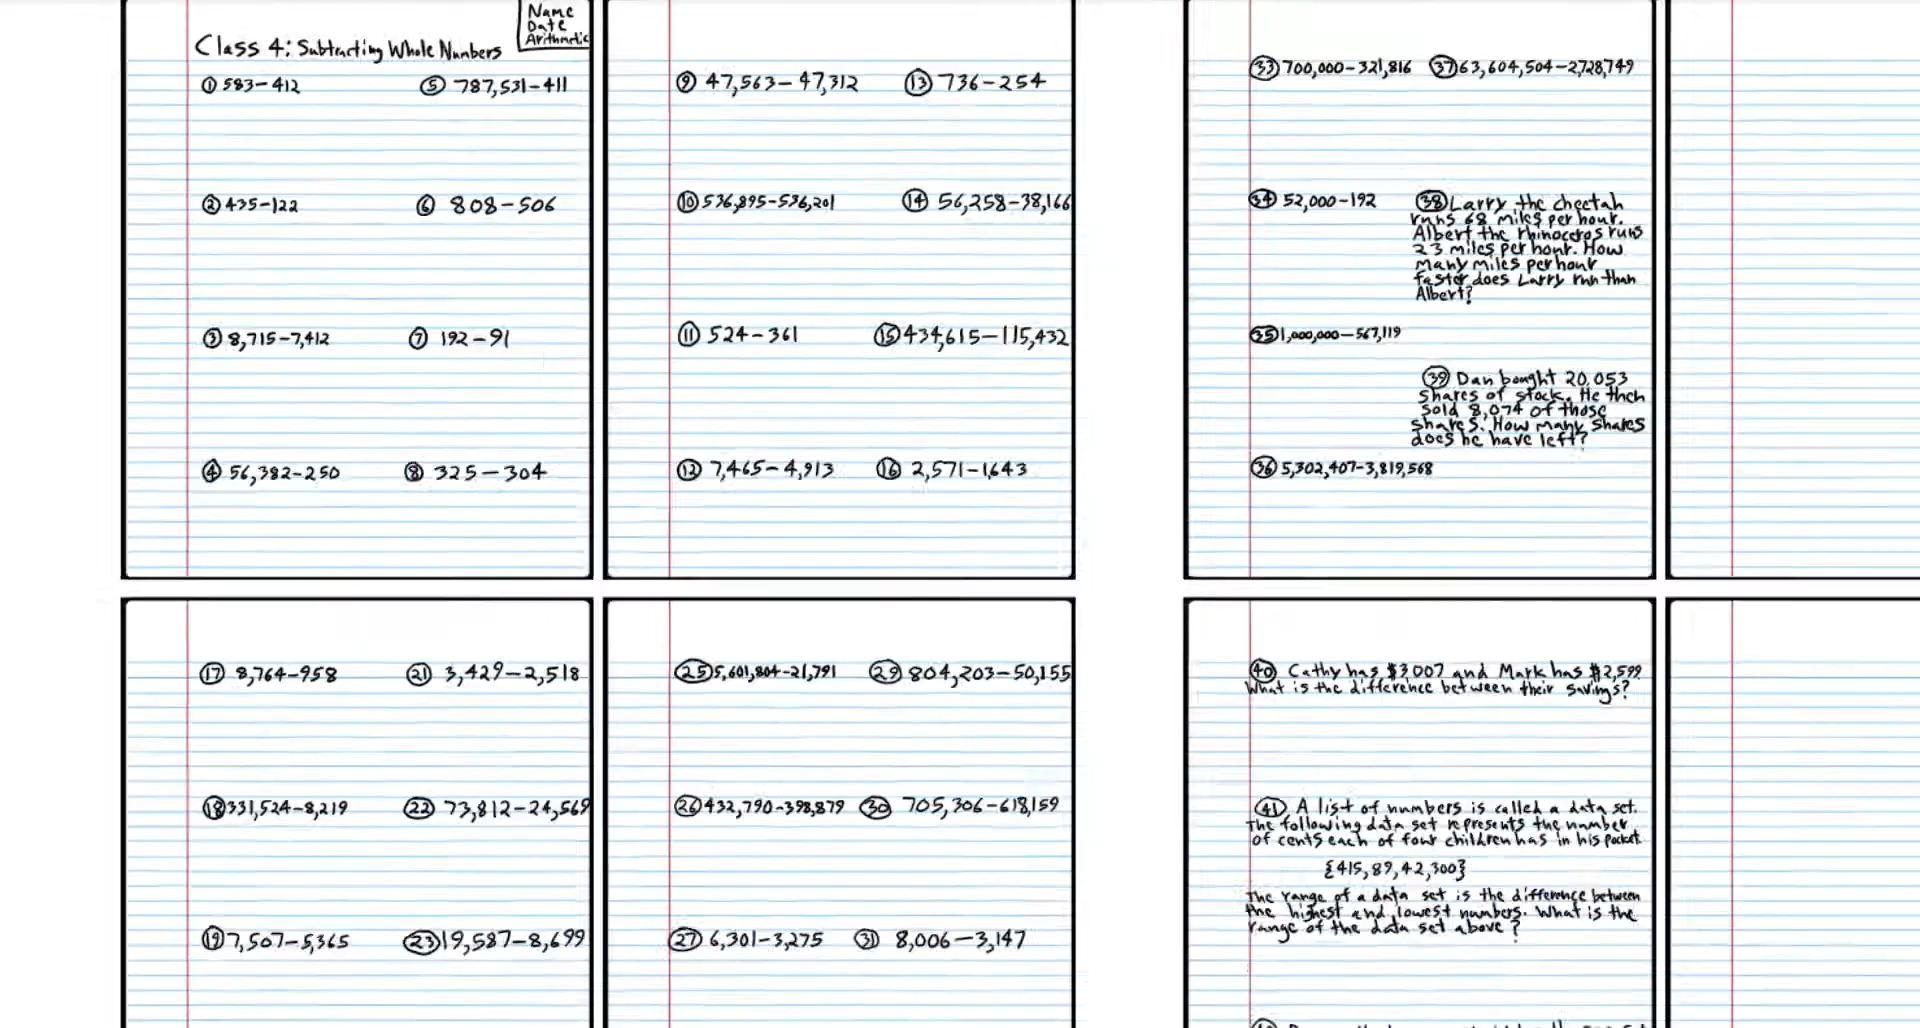 Name
Date
Arithmetic
Class 4: Subtracting Whole Numbers
① 583-412
⑤ 787,531-411
② 435-122
⑥ 808-506
③ 8,715-7,412
⑦ 192-91
④ 56,382-250
⑧ 325-304
⑨ 47,563-47,312
⑬ 736-254
⑩ 536,895-536,201
⑭ 56,258-38,166
⑪ 524-361
⑮ 434,615-115,432
⑫ 7,465-4,913
⑯ 2,571-1,643
㉝ 700,000-321,816
㊲ 63,604,504-2,728,749
㉞ 52,000-192
㊳ Larry the cheetah
runs 68 miles per hour.
Albert the rhinoceros runs
23 miles per hour. How
many miles per hour
faster does Larry run than
Albert?
㉟ 1,000,000-567,119
㊴ Dan bought 20,053
shares of stock. He then
sold 8,074 of those
shares. How many shares
does he have left?
㊱ 5,302,407-3,819,568
⑰ 8,764-958
㉑ 3,429-2,518
⑱ 331,524-8,219
㉒ 73,812-24,569
⑲ 7,507-5,365
㉓ 19,587-8,699
㉕ 5,601,804-21,791
㉙ 804,203-50,155
㉖ 432,790-398,879
㉚ 705,306-618,159
㉗ 6,301-3,275
㉛ 8,006-3,147
㊵ Cathy has $3,007 and Mark has $2,599
What is the difference between their savings?
㊶ A list of numbers is called a data set.
The following data set represents the number
of cents each of four children has in his pocket.
{415, 89, 42, 300}
The range of a data set is the difference between
the highest and lowest numbers. What is the
range of the data set above?